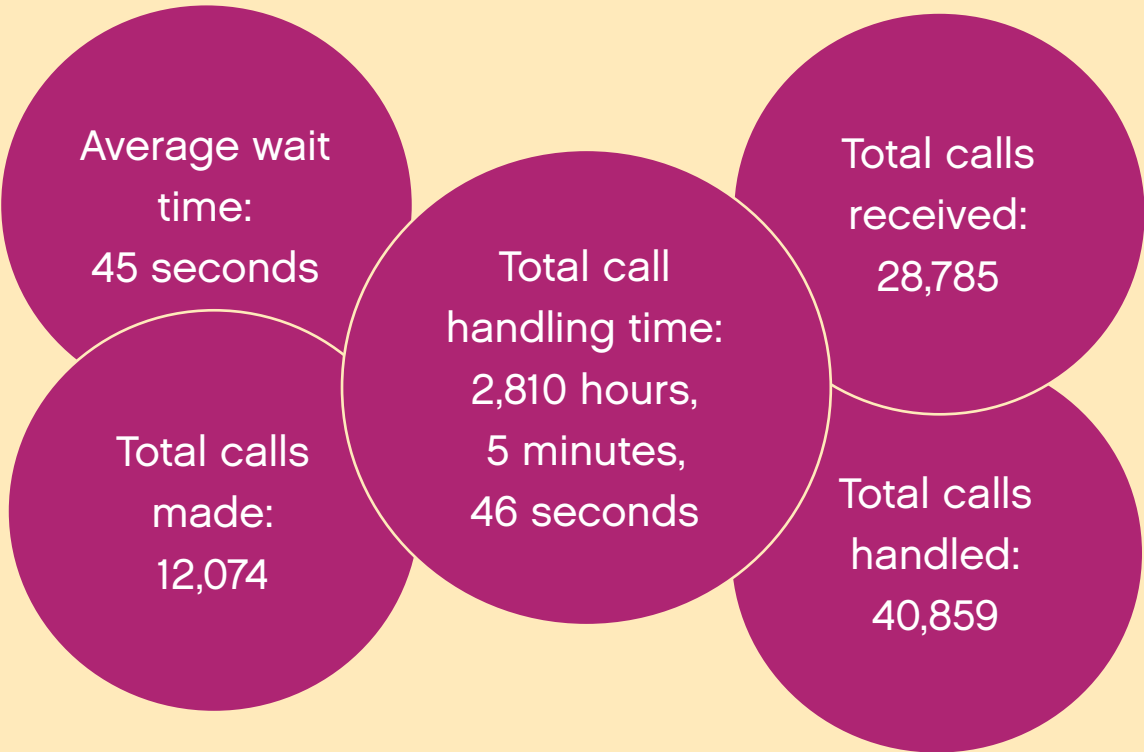 Average wait
time:
45 seconds
Total calls
made:
12,074
Total call
handling time:
2,810 hours,
5 minutes,
46 seconds
Total calls
received:
28,785
Total calls
handled:
40,859